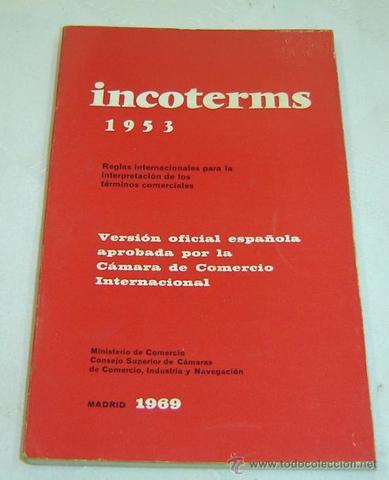 incoterms
1953
Reglas internacionales para la
interpretación de los
términos comerciales
Versión oficial española
aprobada por la
Cámara de Comercio
Internacional
Ministerio de Comercio
Consejo Superior de Cámaras
de Comercio, Industria y Navegación
MADRID 1969
© www.todocoleccion.net